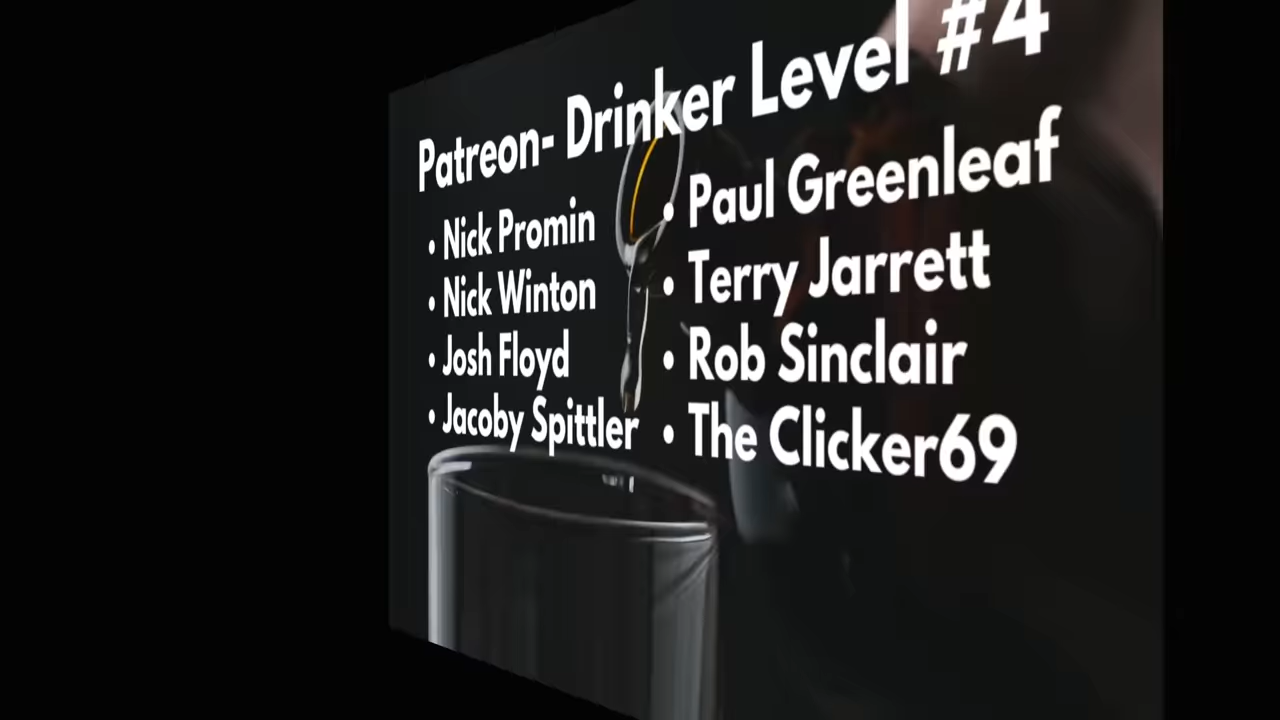 Patreon- Drinker Level #4
• Nick Promin
• Nick Winton
• Josh Floyd
• Jacoby Spittler
• Paul Greenleaf
• Terry Jarrett
• Rob Sinclair
• The Clicker69